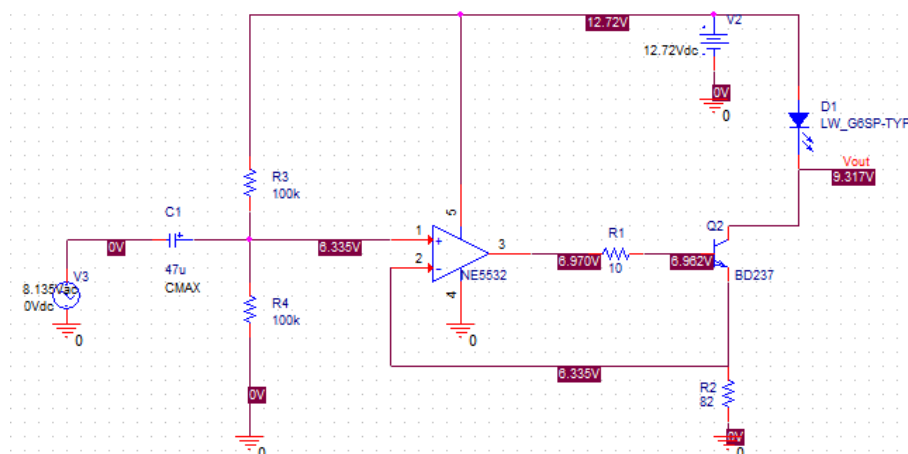 12.72V
V2
12.72Vdc
0V
0
D1
LW_G6SP-TYP
Vout
9.317V
R3
100k
C1
0V
47u
CMAX
V3
8.135Vac
0Vdc
0
6.335V
1
+
2
-
5
4
3
NE5532
0
6.970V
R1
10
6.962V
Q2
BD237
R4
100k
0V
0
6.335V
R2
82
0V
0